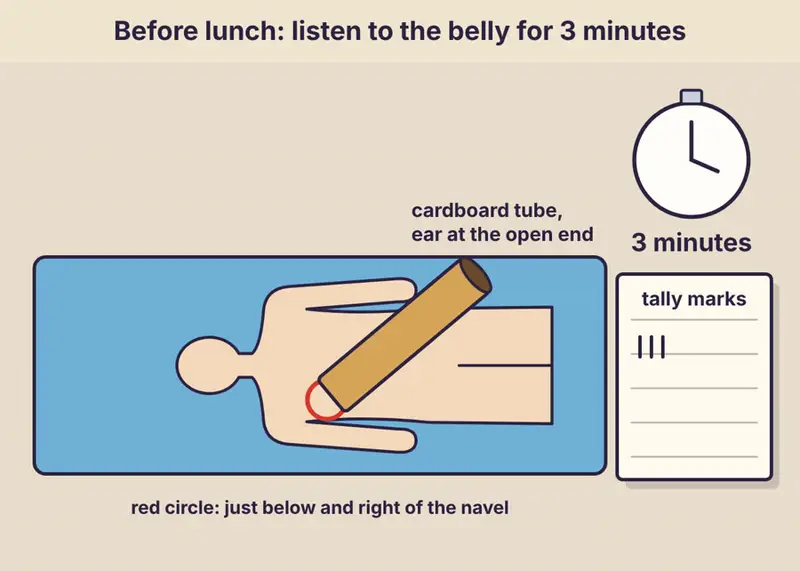 Before lunch: listen to the belly for 3 minutes
cardboard tube,
ear at the open end
3 minutes
tally marks
red circle: just below and right of the navel